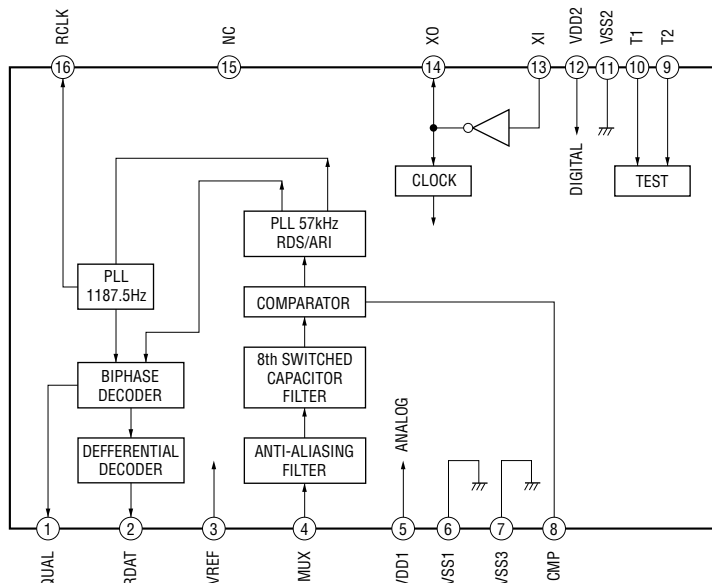 RCLK
NC
XO
XI
VDD2
VSS2
T1
T2
16
15
14
13
12
11
10
9
CLOCK
DIGITAL
TEST
PLL 57kHz
RDS/ARI
PLL
1187.5Hz
COMPARATOR
8th SWITCHED
CAPACITOR
FILTER
BIPHASE
DECODER
DEFFERENTIAL
DECODER
ANTI-ALIASING
FILTER
ANALOG
1
2
3
4
5
6
7
8
QUAL
RDAT
VREF
MUX
VDD1
VSS1
VSS3
CMP